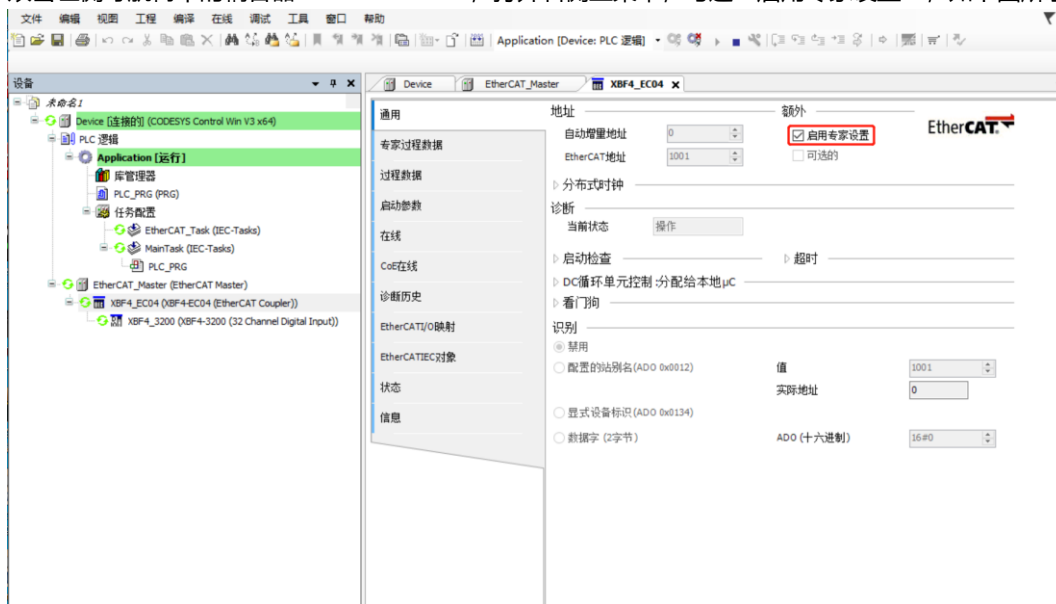 文件 编辑 视图 工程 编译 在线 调试 工具 窗口 帮助
Application [Device: PLC 逻辑]
设备
Device
EtherCAT_Master
XBF4_EC04
未命名1
Device [连接的] (CODESYS Control Win V3 x64)
PLC 逻辑
Application [运行]
库管理器
PLC_PRG (PRG)
任务配置
EtherCAT_Task (IEC-Tasks)
MainTask (IEC-Tasks)
PLC_PRG
EtherCAT_Master (EtherCAT Master)
XBF4_EC04 (XBF4-EC04 (EtherCAT Coupler))
XBF4_3200 (XBF4-3200 (32 Channel Digital Input))
通用
专家过程数据
过程数据
启动参数
在线
CoE在线
诊断历史
EtherCATI/O映射
EtherCATIEC对象
状态
信息
地址
额外
自动增量地址 0
启用专家设置
EtherCAT
EtherCAT地址 1001
可选的
分布式时钟
诊断
当前状态 操作
启动检查
超时
DC循环单元控制:分配给本地μC
看门狗
识别
禁用
配置的站别名(ADO 0x0012) 值 1001
实际地址 0
显式设备标识(ADO 0x0134)
数据字 (2字节) ADO (十六进制) 16#0